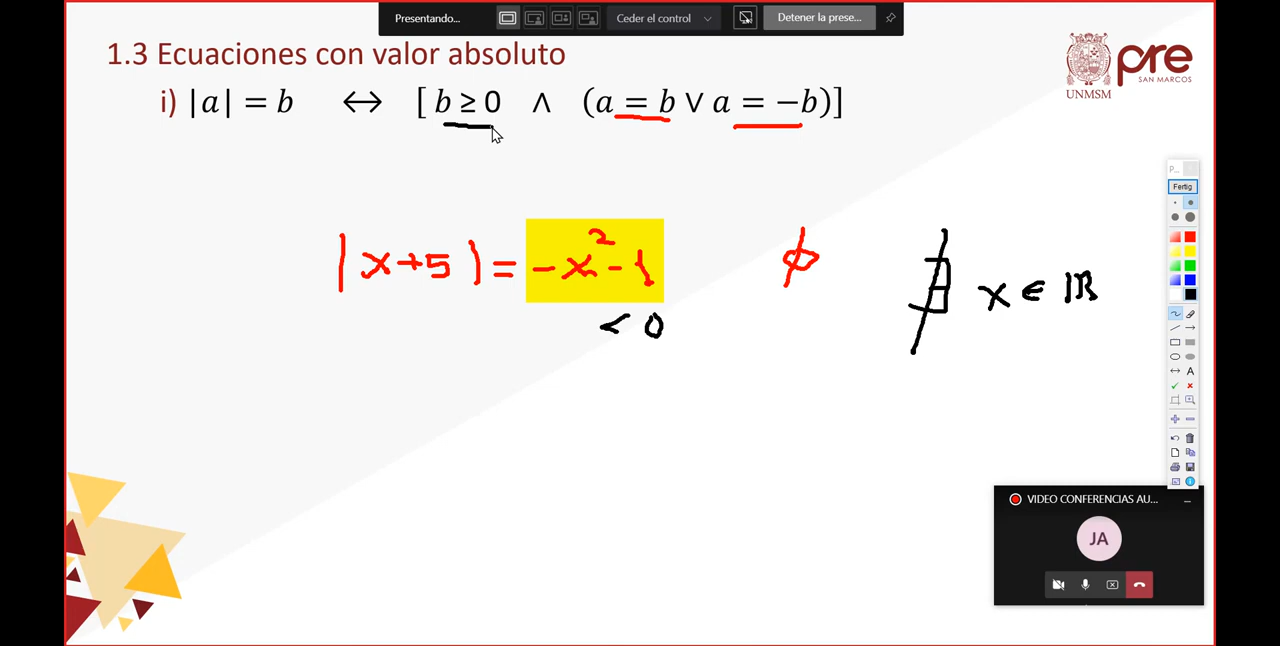 Presentando...
Ceder el control
Detener la prese...
1.3 Ecuaciones con valor absoluto
pre
SAN MARCOS
UNMSM
i) |a| = b ↔ [ b ≥ 0 ∧ (a = b ∨ a = −b)]
P...
Fertig
|x+5| = -x²-1
ϕ
∄ x ∈ ℝ
< 0
A
VIDEO CONFERENCIAS AU...
JA